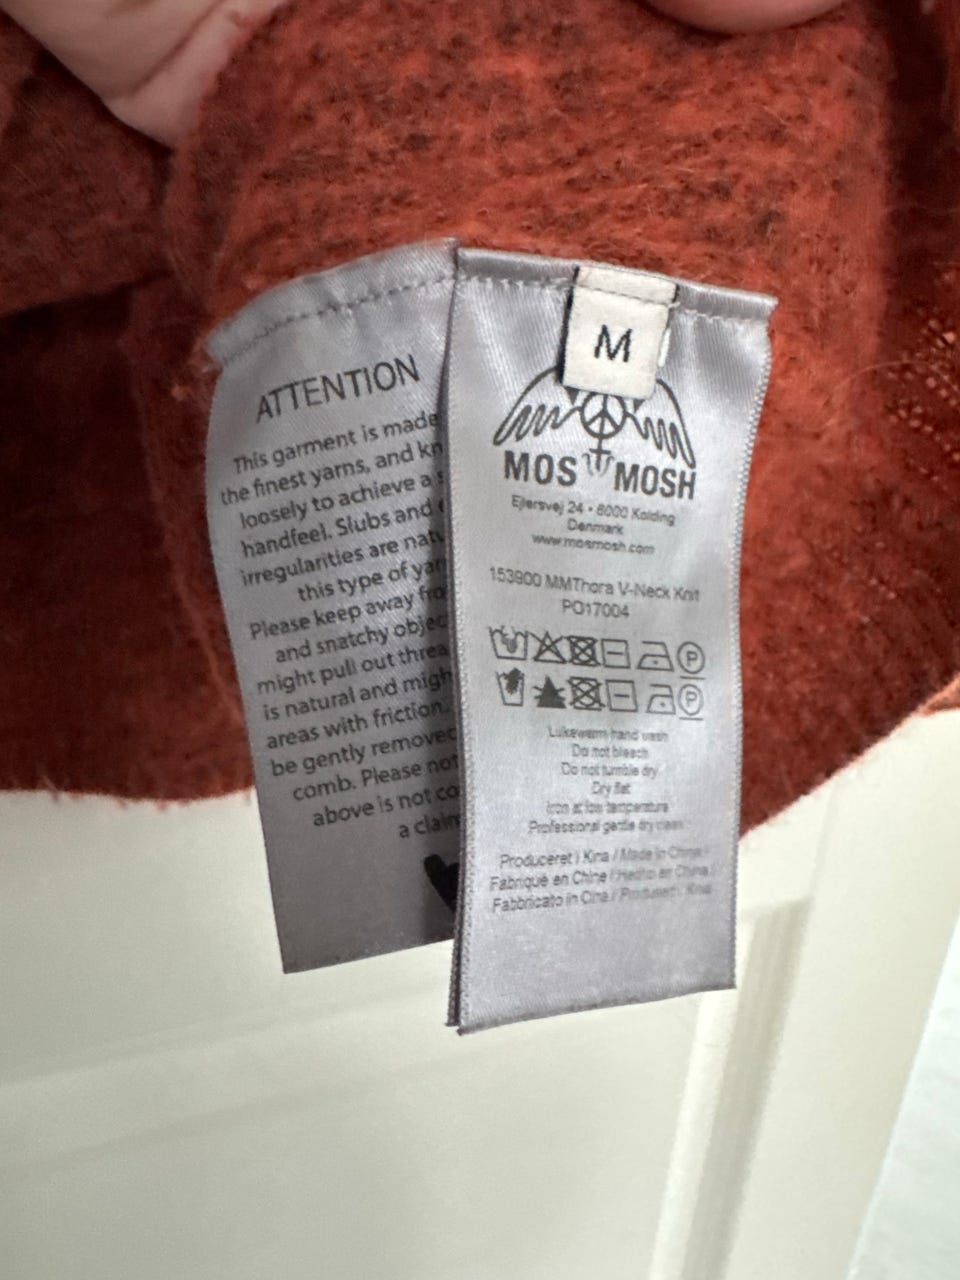 ATTENTION
This garment is made
the finest yarns, and kn
loosely to achieve a s
handfeel. Slubs and
irregularities are natu
this type of yar
Please keep away fro
and snatchy objec
might pull out threa
is natural and migh
areas with friction.
be gently removed
comb. Please not
above is not co
a claim
M
MOS MOSH
Ejlersvej 24 • 6000 Kolding
Denmark
www.mosmosh.com
153900 MMThora V-Neck Knit
PO17004
P
P
Lukewarm hand wash
Do not bleach
Do not tumble dry
Dry flat
Iron at low temperature
Professional gentle dry clean
Produceret i Kina / Made in China /
Fabriqué en Chine / Hecho en China /
Fabbricato in Cina / Produsert i Kina